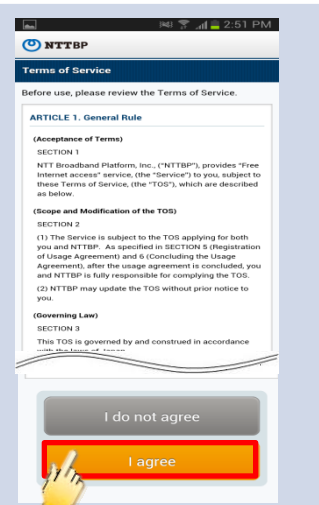 2:51 PM
NTTBP
Terms of Service
Before use, please review the Terms of Service.
ARTICLE 1. General Rule
(Acceptance of Terms)
SECTION 1
NTT Broadband Platform, Inc., ("NTTBP"), provides "Free
Internet access" service, (the "Service") to you, subject to
these Terms of Service, (the "TOS"), which are described
as below.
(Scope and Modification of the TOS)
SECTION 2
(1) The Service is subject to the TOS applying for both
you and NTTBP. As specified in SECTION 5 (Registration
of Usage Agreement) and 6 (Concluding the Usage
Agreement), after the usage agreement is concluded, you
and NTTBP is fully responsible for complying the TOS.
(2) NTTBP may update the TOS without prior notice to
you.
(Governing Law)
SECTION 3
This TOS is governed by and construed in accordance
with the laws of Japan
I do not agree
I agree